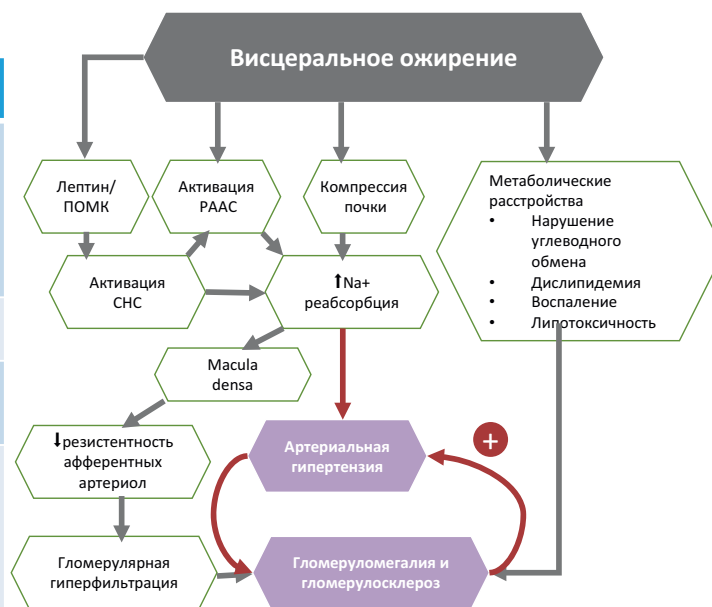 Висцеральное ожирение
Лептин/
ПОМК
Активация
РААС
Компрессия
почки
Метаболические
расстройства
• Нарушение
углеводного
обмена
• Дислипидемия
• Воспаление
• Липотоксичность
Активация
СНС
⬆Na+
реабсорбция
Macula
densa
⬇резистентность
афферентных
артериол
Артериальная
гипертензия
+
Гломерулярная
гиперфильтрация
Гломеруломегалия и
гломерулосклероз